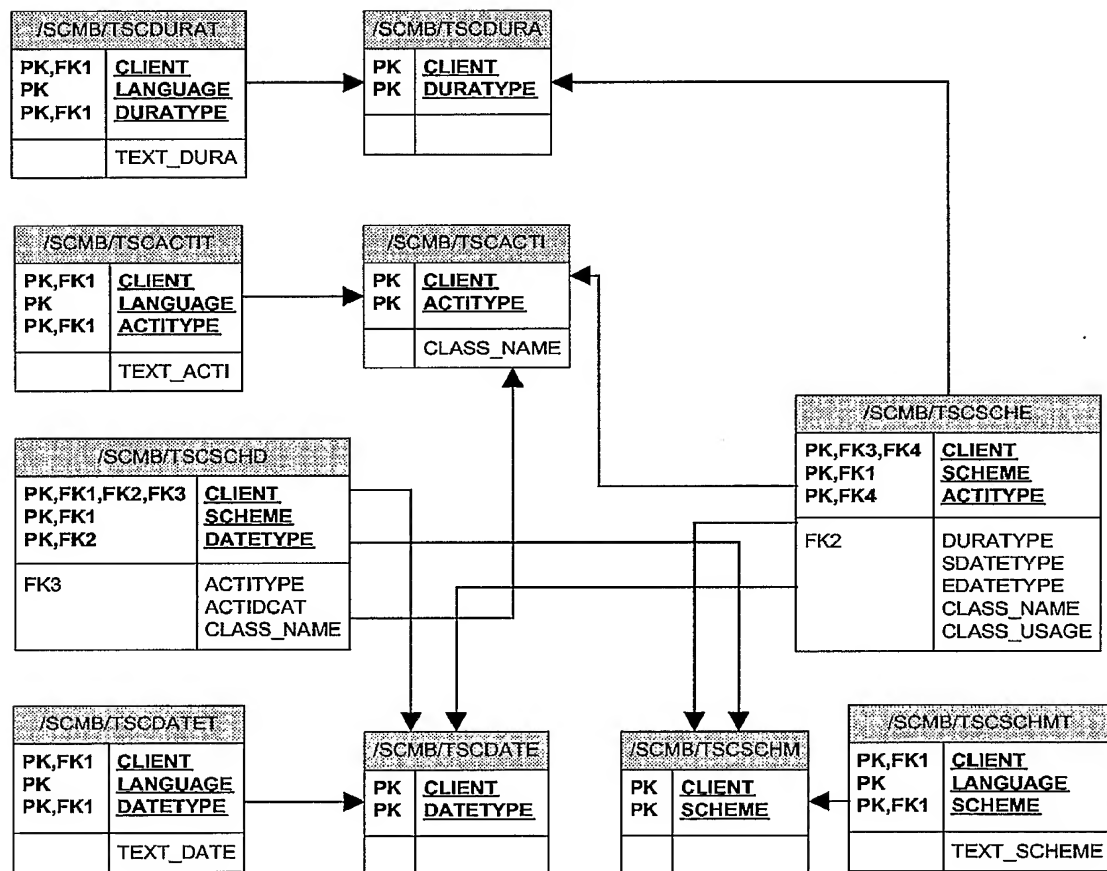 /SCMB/TSCDURAT
PK,FK1 CLIENT
PK LANGUAGE
PK,FK1 DURATYPE
TEXT_DURA
/SCMB/TSCDURA
PK CLIENT
PK DURATYPE
/SCMB/TSCACTIT
PK,FK1 CLIENT
PK LANGUAGE
PK,FK1 ACTITYPE
TEXT_ACTI
/SCMB/TSCACTI
PK CLIENT
PK ACTITYPE
CLASS_NAME
/SCMB/TSCSCHD
PK,FK1,FK2,FK3 CLIENT
PK,FK1 SCHEME
PK,FK2 DATETYPE
FK3 ACTITYPE
ACTIDCAT
CLASS_NAME
/SCMB/TSCSCHE
PK,FK3,FK4 CLIENT
PK,FK1 SCHEME
PK,FK4 ACTITYPE
FK2 DURATYPE
SDATETYPE
EDATETYPE
CLASS_NAME
CLASS_USAGE
/SCMB/TSCDATET
PK,FK1 CLIENT
PK LANGUAGE
PK,FK1 DATETYPE
TEXT_DATE
/SCMB/TSCDATE
PK CLIENT
PK DATETYPE
/SCMB/TSCSCHM
PK CLIENT
PK SCHEME
/SCMB/TSCSCHMT
PK,FK1 CLIENT
PK LANGUAGE
PK,FK1 SCHEME
TEXT_SCHEME